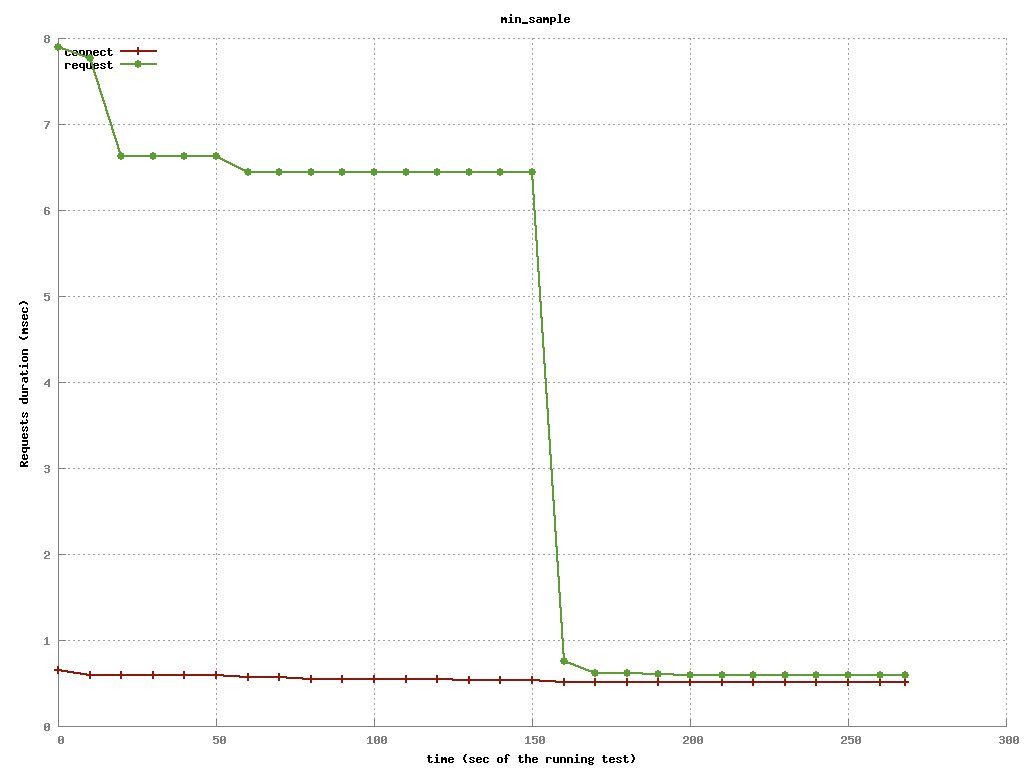 min_sample
connect
request
8
7
6
5
4
3
2
1
0
Requests duration (msec)
0 50 100 150 200 250 300
time (sec of the running test)